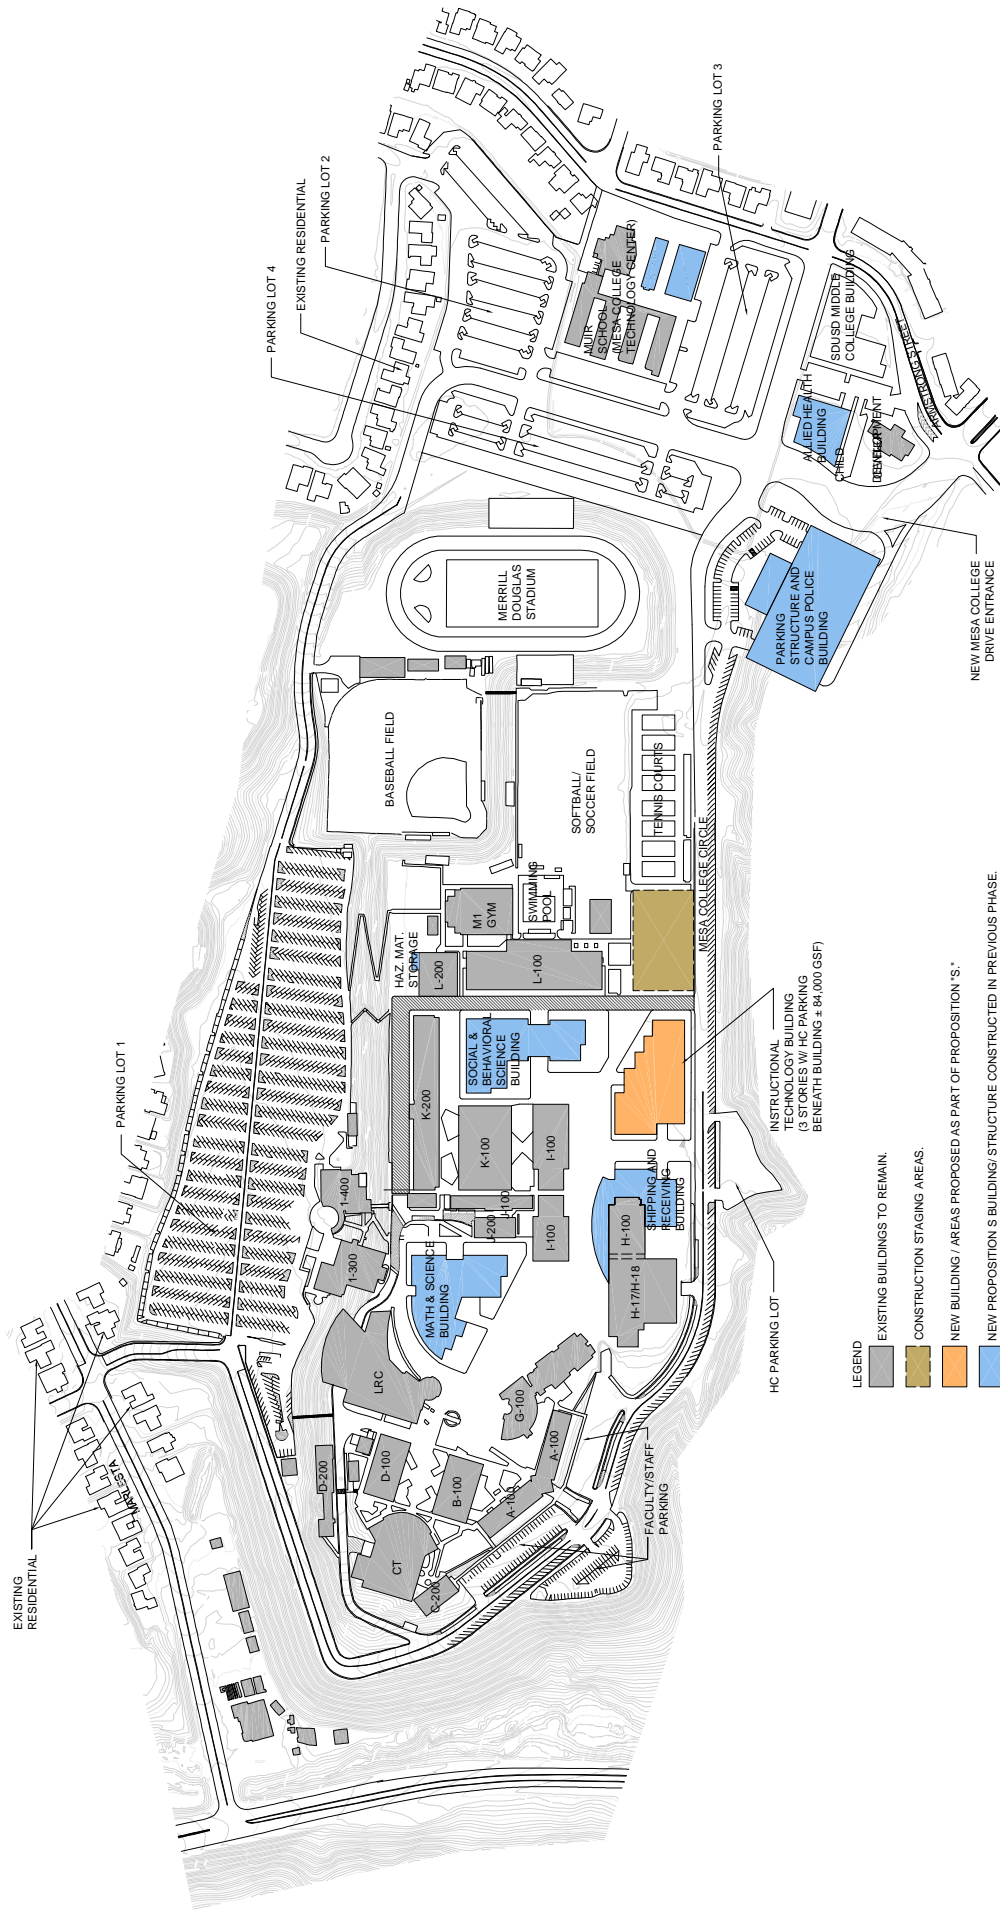 EXISTING
RESIDENTIAL
MARLESTA
PARKING LOT 1
PARKING LOT 4
EXISTING RESIDENTIAL
PARKING LOT 2
PARKING LOT 3
MUIR
SCHOOL
(MESA COLLEGE
TECHNOLOGY CENTER)
SDUSD MIDDLE
COLLEGE BUILDING
ALLIED HEALTH
BUILDING
CHILD
DEVELOPMENT
ARMSTRONG STREET
NEW MESA COLLEGE
DRIVE ENTRANCE
PARKING
STRUCTURE AND
CAMPUS POLICE
BUILDING
MERRILL
DOUGLAS
STADIUM
BASEBALL FIELD
SOFTBALL/
SOCCER FIELD
TENNIS COURTS
MESA COLLEGE CIRCLE
SWIMMING
POOL
M1
GYM
HAZ. MAT.
STORAGE
L-200
L-100
SOCIAL &
BEHAVIORAL
SCIENCE
BUILDING
K-200
K-100
I-100
J-100
J-200
I-100
1-400
1-300
MATH & SCIENCE
BUILDING
SHIPPING AND
RECEIVING
BUILDING
H-100
H-17/H-18
LRC
G-100
D-200
D-100
B-100
A-100
A-100
CT
C-200
FACULTY/STAFF
PARKING
HC PARKING LOT
INSTRUCTIONAL
TECHNOLOGY BUILDING
(3 STORIES W/ HC PARKING
BENEATH BUILDING ± 84,000 GSF)
LEGEND
EXISTING BUILDINGS TO REMAIN.
CONSTRUCTION STAGING AREAS.
NEW BUILDING / AREAS PROPOSED AS PART OF PROPOSITION "S."
NEW PROPOSITION S BUILDING/ STRUCTURE CONSTRUCTED IN PREVIOUS PHASE.